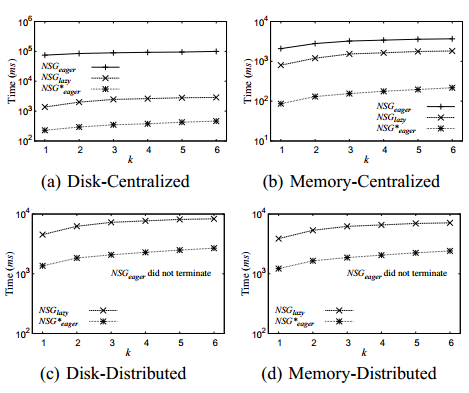 10^6
10^5
10^4
10^3
10^2
Time (ms)
NSG_eager
NSG_lazy
NSG*_eager
1 2 3 4 5 6
k
(a) Disk-Centralized
10^4
10^3
10^2
10^1
Time (ms)
NSG_eager
NSG_lazy
NSG*_eager
1 2 3 4 5 6
k
(b) Memory-Centralized
10^4
10^3
10^2
Time (ms)
NSG_eager did not terminate
NSG_lazy
NSG*_eager
1 2 3 4 5 6
k
(c) Disk-Distributed
10^4
10^3
10^2
Time (ms)
NSG_eager did not terminate
NSG_lazy
NSG*_eager
1 2 3 4 5 6
k
(d) Memory-Distributed